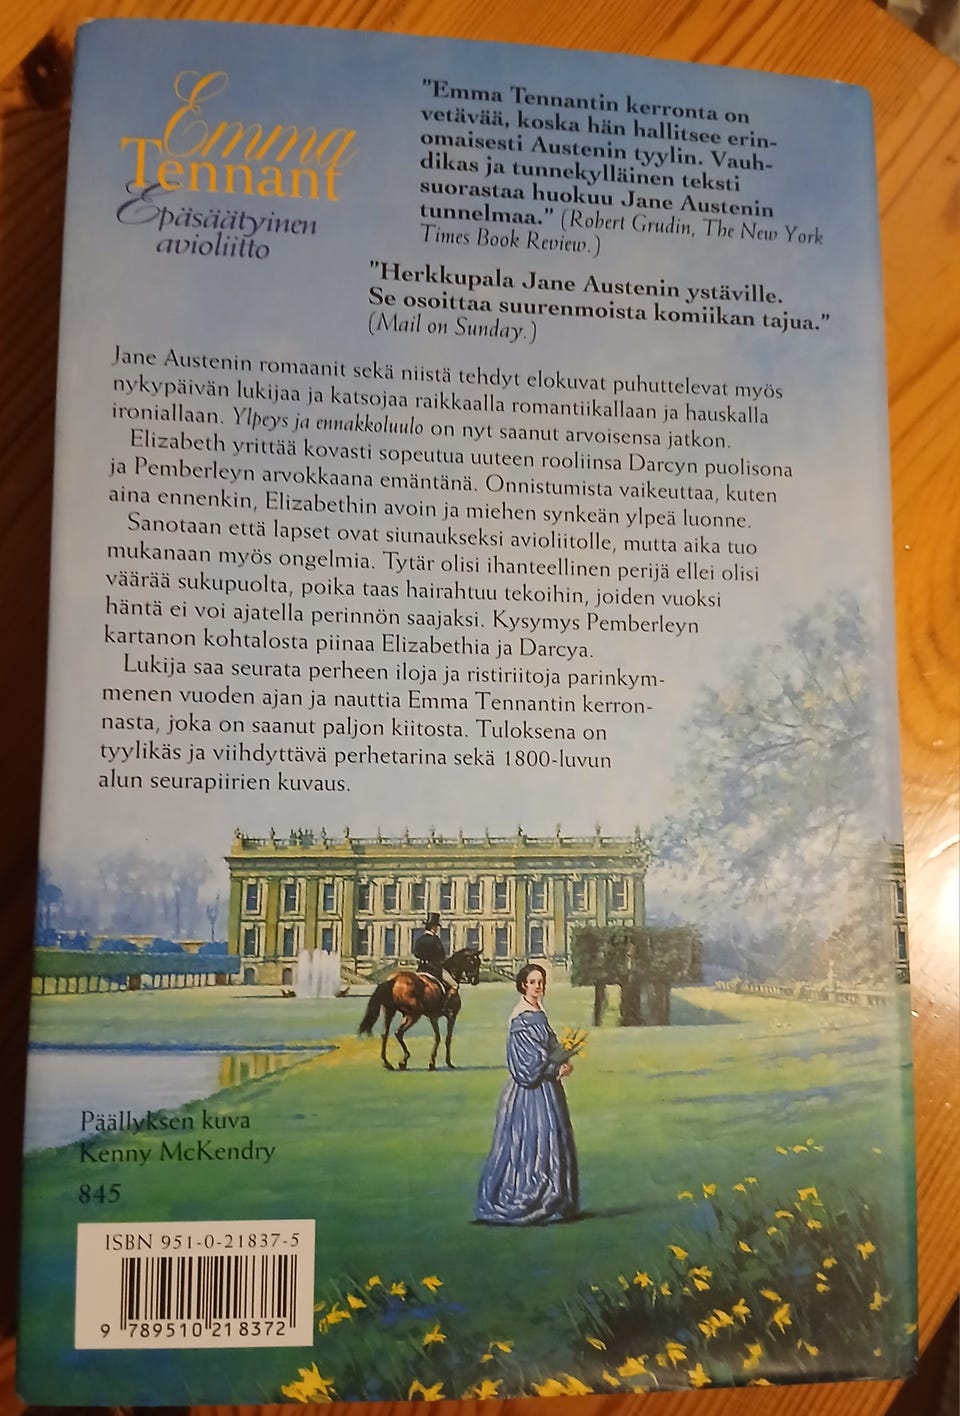 Emma
Tennant
Epäsäätyinen
avioliitto
"Emma Tennantin kerronta on
vetävää, koska hän hallitsee erin-
omaisesti Austenin tyylin. Vauh-
dikas ja tunnekylläinen teksti
suorastaa huokuu Jane Austenin
tunnelmaa." (Robert Grudin, The New York
Times Book Review.)
"Herkkupala Jane Austenin ystäville.
Se osoittaa suurenmoista komiikan tajua."
(Mail on Sunday.)
Jane Austenin romaanit sekä niistä tehdyt elokuvat puhuttelevat myös
nykypäivän lukijaa ja katsojaa raikkaalla romantiikallaan ja hauskalla
ironiallaan. Ylpeys ja ennakkoluulo on nyt saanut arvoisensa jatkon.
Elizabeth yrittää kovasti sopeutua uuteen rooliinsa Darcyn puolisona
ja Pemberleyn arvokkaana emäntänä. Onnistumista vaikeuttaa, kuten
aina ennenkin, Elizabethin avoin ja miehen synkeän ylpeä luonne.
Sanotaan että lapset ovat siunaukseksi avioliitolle, mutta aika tuo
mukanaan myös ongelmia. Tytär olisi ihanteellinen perijä ellei olisi
väärää sukupuolta, poika taas hairahtuu tekoihin, joiden vuoksi
häntä ei voi ajatella perinnön saajaksi. Kysymys Pemberleyn
kartanon kohtalosta piinaa Elizabethia ja Darcya.
Lukija saa seurata perheen iloja ja ristiriitoja parinkym-
menen vuoden ajan ja nauttia Emma Tennantin kerron-
nasta, joka on saanut paljon kiitosta. Tuloksena on
tyylikäs ja viihdyttävä perhetarina sekä 1800-luvun
alun seurapiirien kuvaus.
Päällyksen kuva
Kenny McKendry
845
ISBN 951-0-21837-5
9 789510 218372